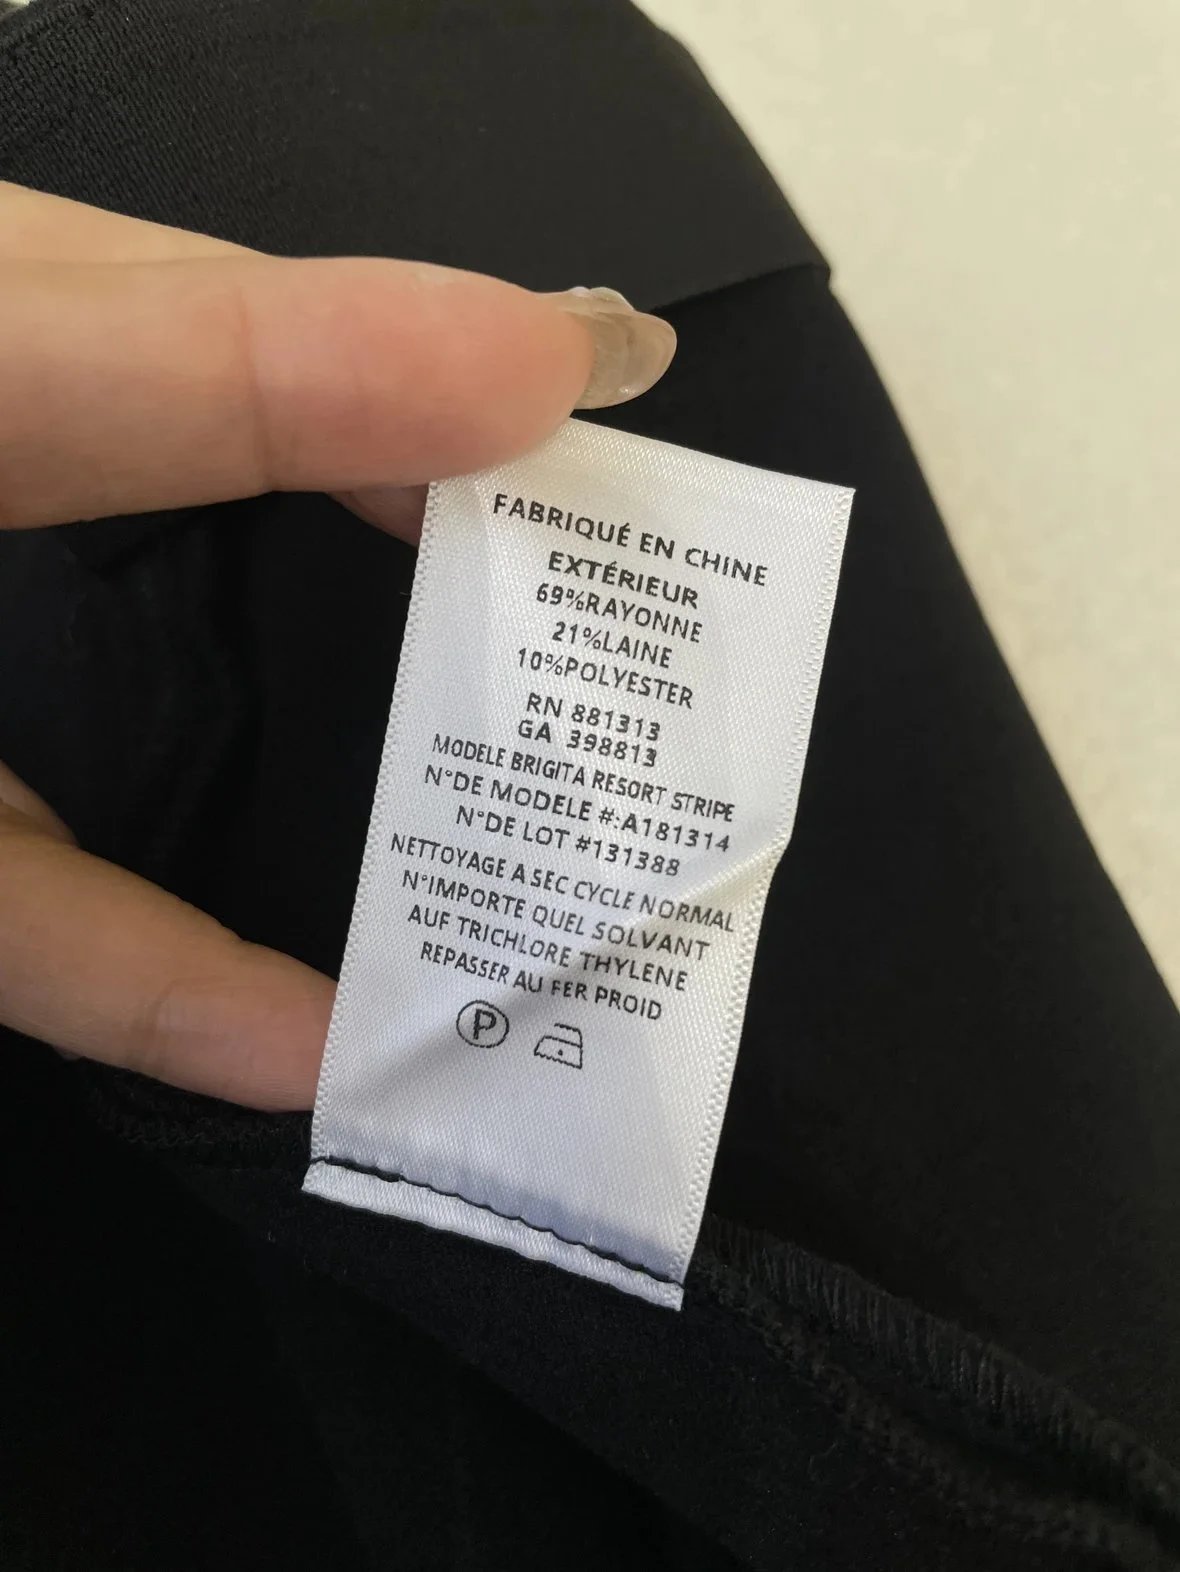 FABRIQUÉ EN CHINE
EXTÉRIEUR
69%RAYONNE
21%LAINE
10%POLYESTER
RN 881313
GA 398813
MODELE BRIGITA RESORT STRIPE
N°DE MODELE #:A181314
N°DE LOT #131388
NETTOYAGE A SEC CYCLE NORMAL
N°IMPORTE QUEL SOLVANT
AUF TRICHLORE THYLENE
REPASSER AU FER PROID
P